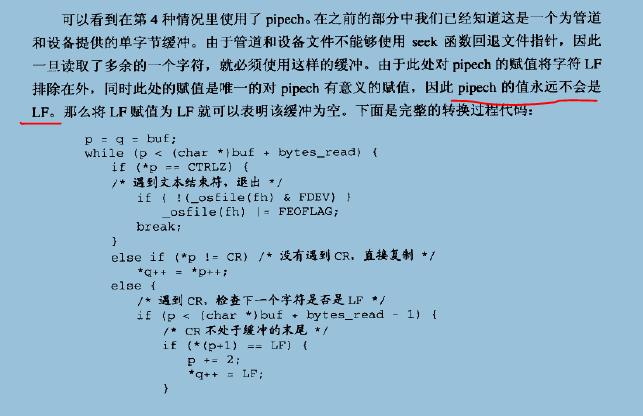 可以看到在第 4 种情况里使用了 pipech。在之前的部分中我们已经知道这是一个为管道
和设备提供的单字节缓冲。由于管道和设备文件不能够使用 seek 函数回退文件指针，因此
一旦读取了多余的一个字符，就必须使用这样的缓冲。由于此处对 pipech 的赋值将字符 LF
排除在外，同时此处的赋值是唯一的对 pipech 有意义的赋值，因此 pipech 的值永远不会是
LF。那么将 LF 赋值为 LF 就可以表明该缓冲为空。下面是完整的转换过程代码：
p = q = buf;
while (p < (char *)buf + bytes_read) {
if (*p == CTRLZ) {
/* 遇到文本结束符，退出 */
if ( !(_osfile(fh) & FDEV) )
_osfile(fh) |= FEOFLAG;
break;
}
else if (*p != CR) /* 没有遇到 CR，直接复制 */
*q++ = *p++;
else {
/* 遇到 CR，检查下一个字符是否是 LF */
if (p < (char *)buf + bytes_read - 1) {
/* CR 不处于缓冲的末尾 */
if (*(p+1) == LF) {
p += 2;
*q++ = LF;
}